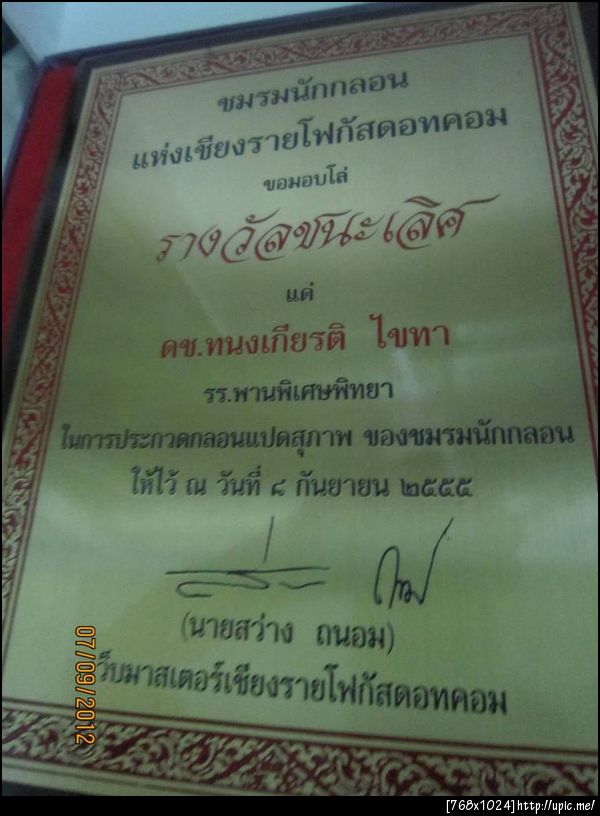 ชมรมนักกลอน
แห่งเชียงรายโฟกัสดอทคอม
ขอมอบโล่
รางวัลชนะเลิศ
แด่
ดช.ทนงเกียรติ ไขทา
รร.พานพิเศษพิทยา
ในการประกวดกลอนแปดสุภาพ ของชมรมนักกลอน
ให้ไว้ ณ วันที่ ๘ กันยายน ๒๕๕๕
(นายสว่าง ถนอม)
เว็บมาสเตอร์เชียงรายโฟกัสดอทคอม
07/09/2012
[768x1024]http://upic.me/